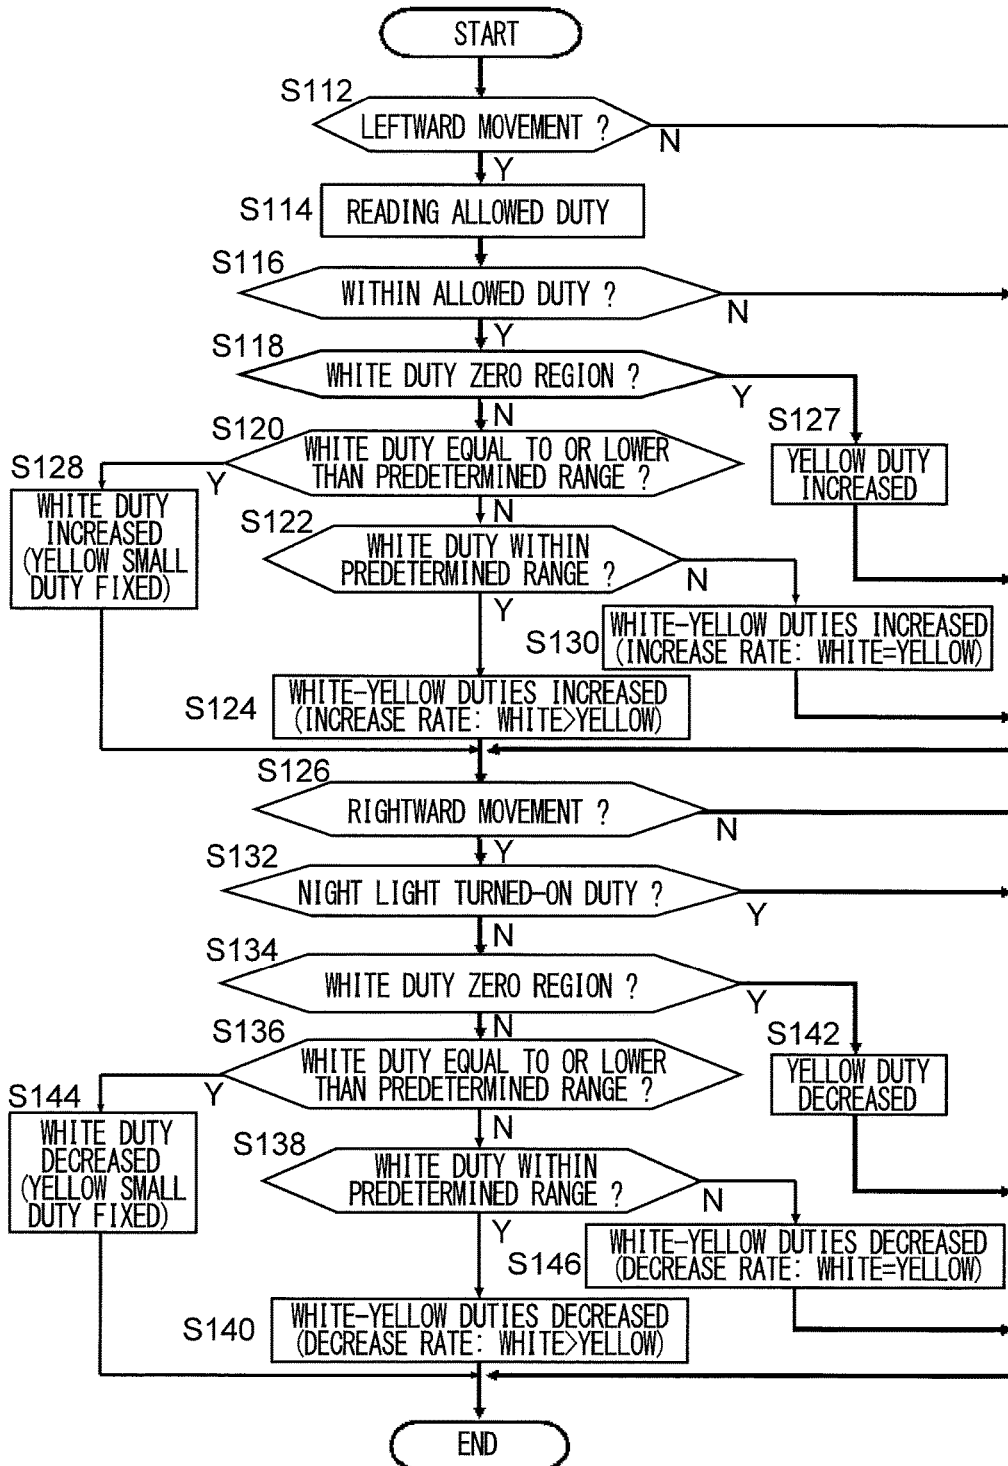 START
S112
LEFTWARD MOVEMENT ?
N
Y
S114
READING ALLOWED DUTY
S116
WITHIN ALLOWED DUTY ?
N
Y
S118
WHITE DUTY ZERO REGION ?
Y
N
S127
YELLOW DUTY
INCREASED
S120
WHITE DUTY EQUAL TO OR LOWER
THAN PREDETERMINED RANGE ?
Y
N
S128
WHITE DUTY
INCREASED
(YELLOW SMALL
DUTY FIXED)
S122
WHITE DUTY WITHIN
PREDETERMINED RANGE ?
N
Y
S130
WHITE-YELLOW DUTIES INCREASED
(INCREASE RATE: WHITE=YELLOW)
S124
WHITE-YELLOW DUTIES INCREASED
(INCREASE RATE: WHITE>YELLOW)
S126
RIGHTWARD MOVEMENT ?
N
Y
S132
NIGHT LIGHT TURNED-ON DUTY ?
Y
N
S134
WHITE DUTY ZERO REGION ?
Y
N
S142
YELLOW DUTY
DECREASED
S136
WHITE DUTY EQUAL TO OR LOWER
THAN PREDETERMINED RANGE ?
Y
N
S144
WHITE DUTY
DECREASED
(YELLOW SMALL
DUTY FIXED)
S138
WHITE DUTY WITHIN
PREDETERMINED RANGE ?
N
Y
S146
WHITE-YELLOW DUTIES DECREASED
(DECREASE RATE: WHITE=YELLOW)
S140
WHITE-YELLOW DUTIES DECREASED
(DECREASE RATE: WHITE>YELLOW)
END